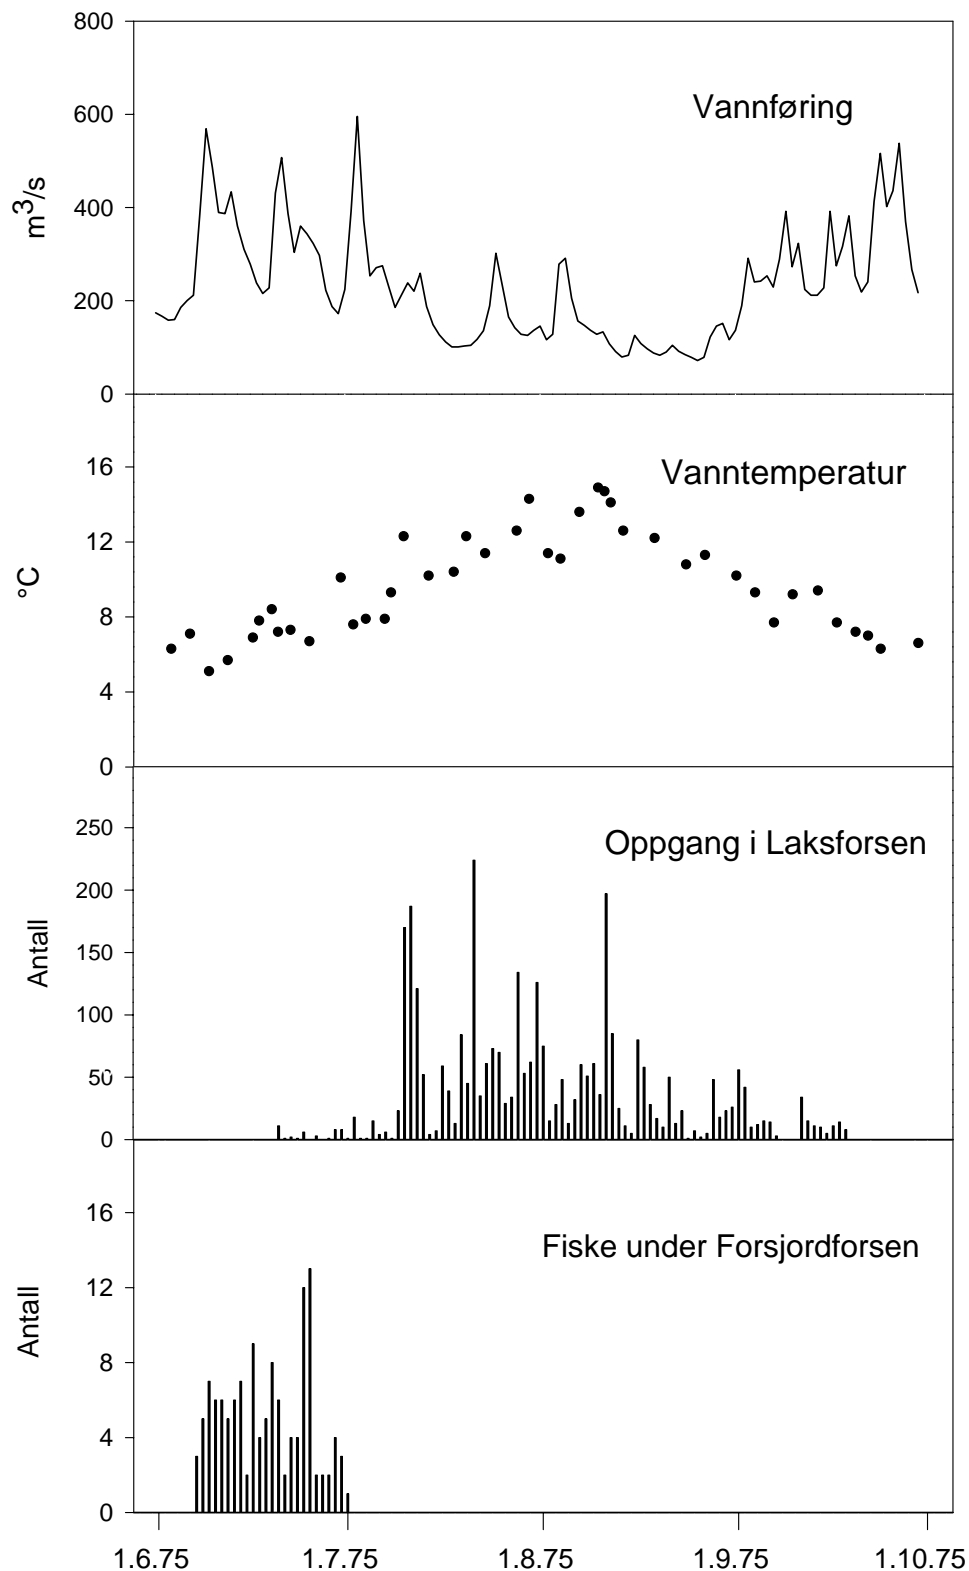 800
Vannføring
600
m³/s
400
200
0
16
Vanntemperatur
12
°C
8
4
0
250
Oppgang i Laksforsen
200
Antall
150
100
50
0
16
Fiske under Forsjordforsen
12
Antall
8
4
0
1.6.75 1.7.75 1.8.75 1.9.75 1.10.75